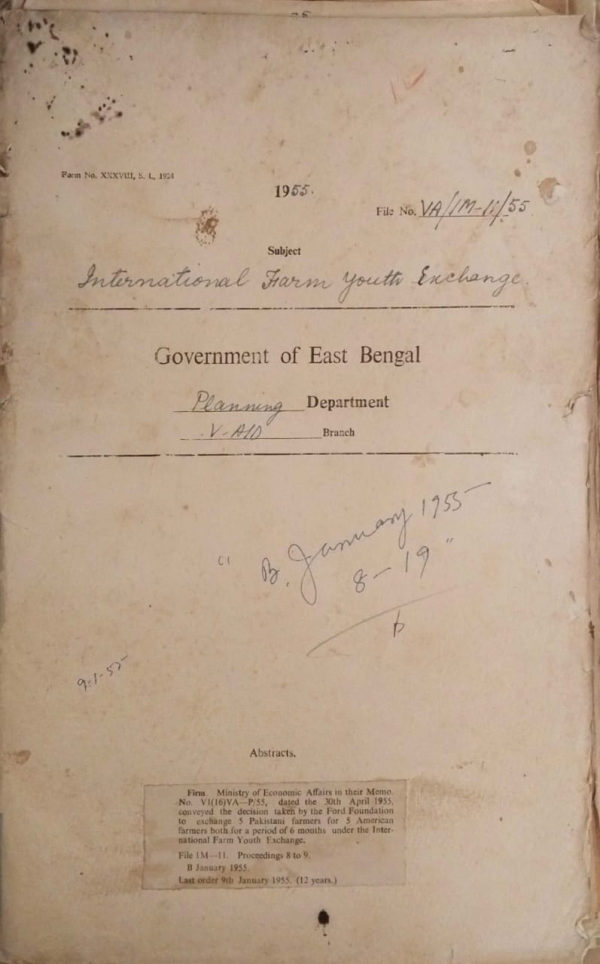 Form No. XXXVIII, S. L, 1924
1955.
File No. VA/1M-11/55
Subject
International Farm Youth Exchange.
Government of East Bengal
Planning Department
V-AID Branch
"B. January 1955
8-19"
9-1-55
Abstracts.
Firm. Ministry of Economic Affairs in their Memo.
No. VI(16)VA—P/55, dated the 30th April 1955,
conveyed the decision taken by the Ford Foundation
to exchange 5 Pakistani farmers for 5 American
farmers both for a period of 6 months under the Inter-
national Farm Youth Exchange.
File 1M—11. Proceedings 8 to 9.
B January 1955.
Last order 9th January 1955. (12 years.)